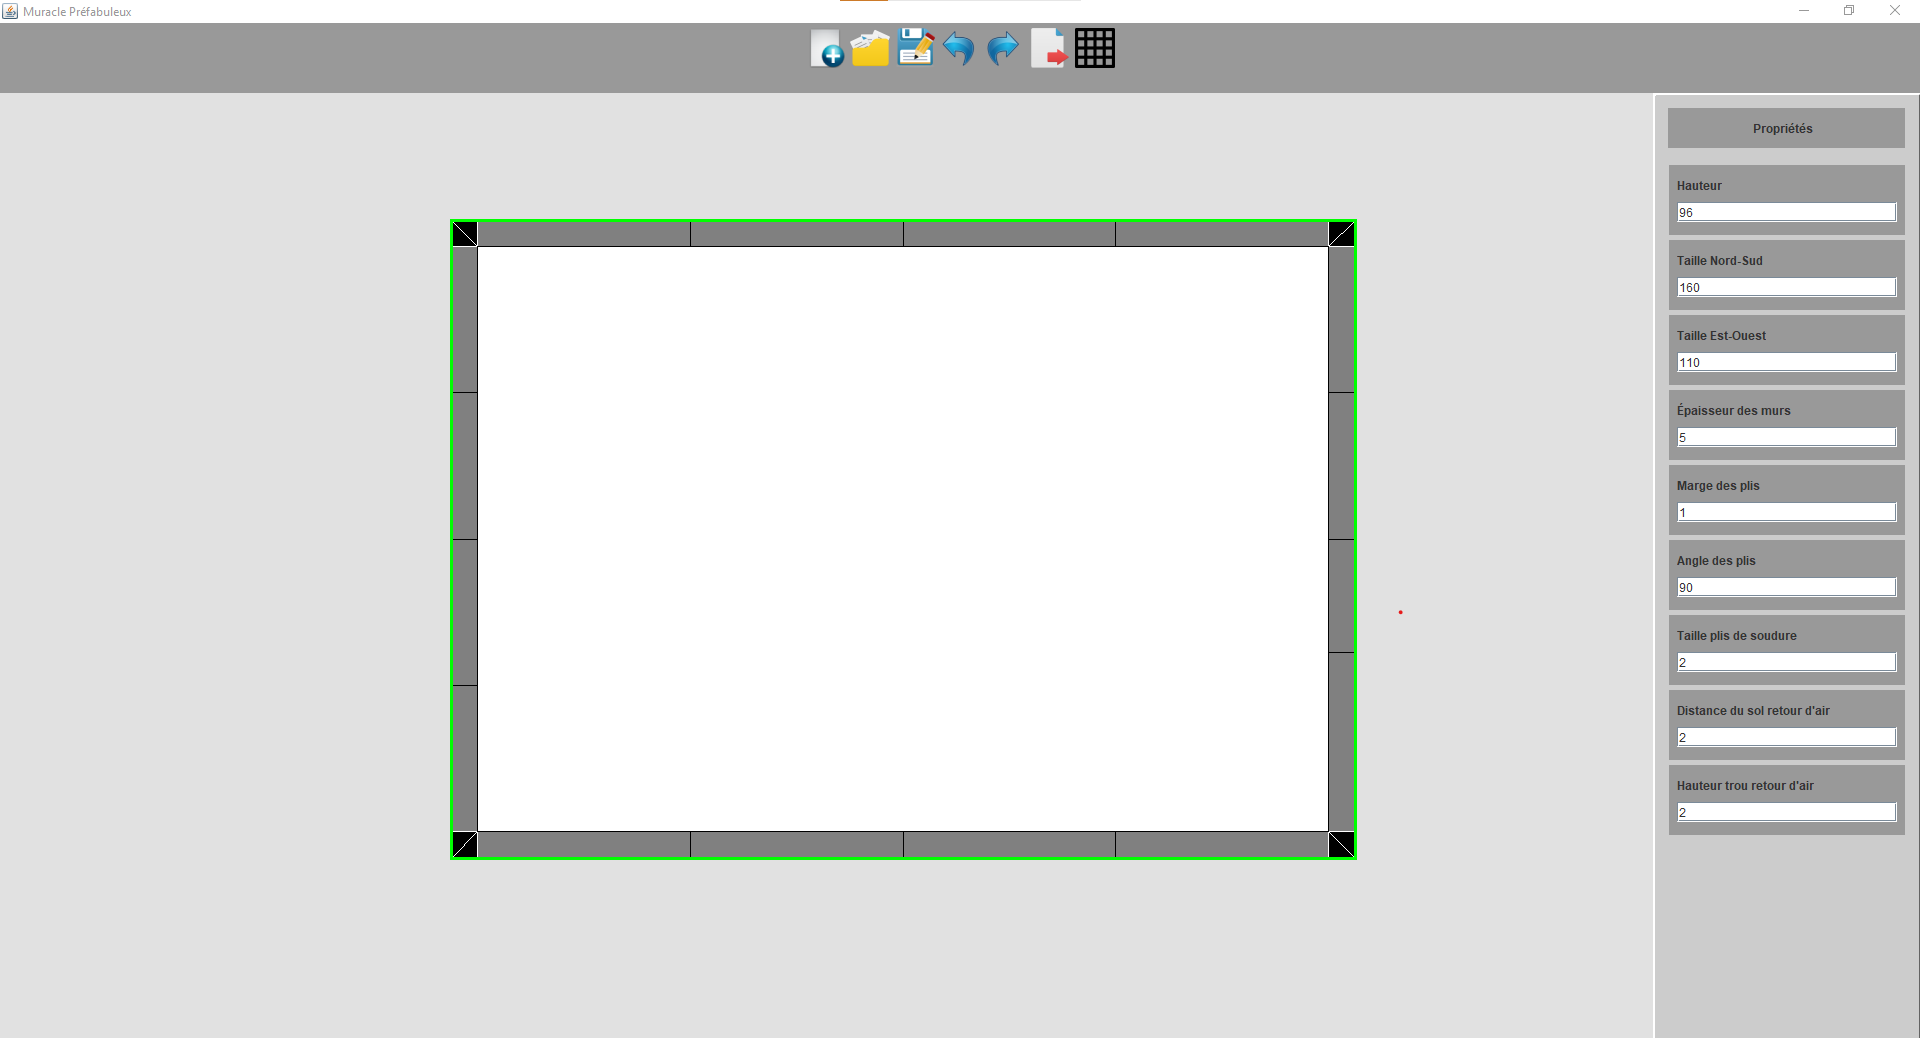 Muracle Préfabuleux
Propriétés
Hauteur
96
Taille Nord-Sud
160
Taille Est-Ouest
110
Épaisseur des murs
5
Marge des plis
1
Angle des plis
90
Taille plis de soudure
2
Distance du sol retour d'air
2
Hauteur trou retour d'air
2